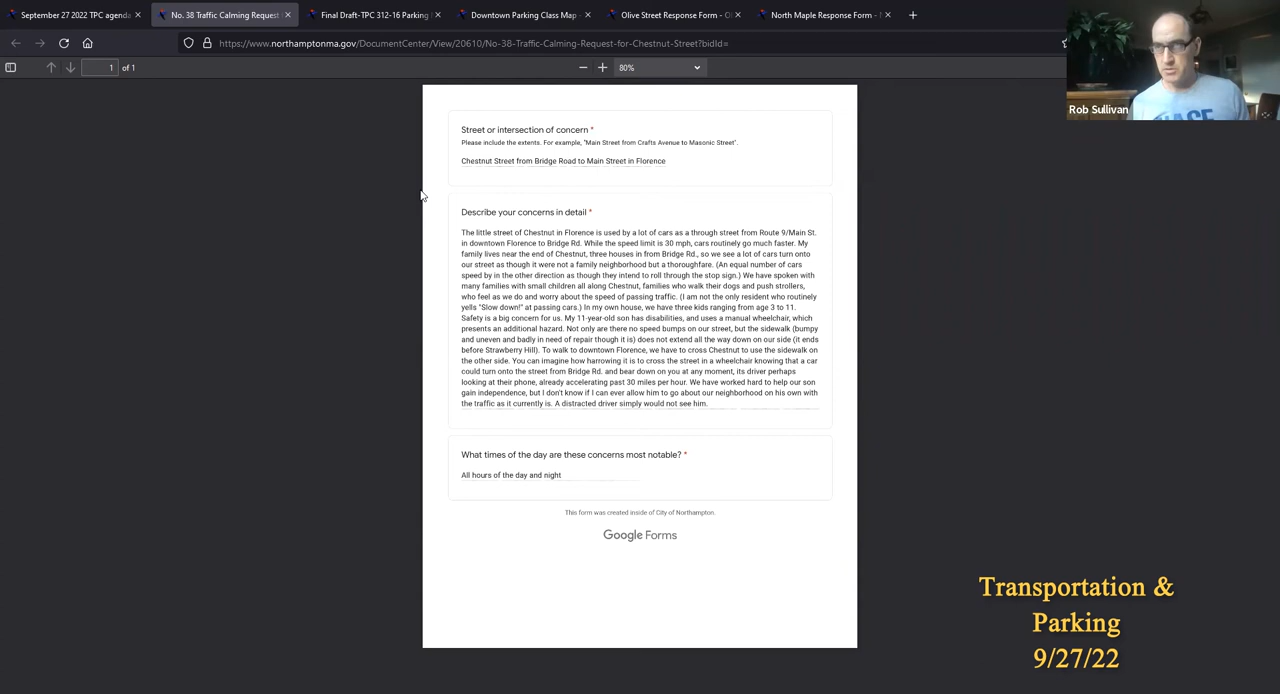 September 27 2022 TPC agenda
No. 38 Traffic Calming Request
Final Draft-TPC 312-16 Parking
Downtown Parking Class Map -
Olive Street Response Form - Ol
North Maple Response Form - N
https://www.northamptonma.gov/DocumentCenter/View/20610/No-38-Traffic-Calming-Request-for-Chestnut-Street?bidId=
1 of 1
80%
Rob Sullivan
Street or intersection of concern *
Please include the extents. For example, "Main Street from Crafts Avenue to Masonic Street".
Chestnut Street from Bridge Road to Main Street in Florence
Describe your concerns in detail *
The little street of Chestnut in Florence is used by a lot of cars as a through street from Route 9/Main St.
in downtown Florence to Bridge Rd. While the speed limit is 30 mph, cars routinely go much faster. My
family lives near the end of Chestnut, three houses in from Bridge Rd., so we see a lot of cars turn onto
our street as though it were not a family neighborhood but a thoroughfare. (An equal number of cars
speed by in the other direction as though they intend to roll through the stop sign.) We have spoken with
many families with small children all along Chestnut, families who walk their dogs and push strollers,
who feel as we do and worry about the speed of passing traffic. (I am not the only resident who routinely
yells "Slow down!" at passing cars.) In my own house, we have three kids ranging from age 3 to 11.
Safety is a big concern for us. My 11-year-old son has disabilities, and uses a manual wheelchair, which
presents an additional hazard. Not only are there no speed bumps on our street, but the sidewalk (bumpy
and uneven and badly in need of repair though it is) does not extend all the way down on our side (it ends
before Strawberry Hill). To walk to downtown Florence, we have to cross Chestnut to use the sidewalk on
the other side. You can imagine how harrowing it is to cross the street in a wheelchair knowing that a car
could turn onto the street from Bridge Rd. and bear down on you at any moment, its driver perhaps
looking at their phone, already accelerating past 30 miles per hour. We have worked hard to help our son
gain independence, but I don't know if I can ever allow him to go about our neighborhood on his own with
the traffic as it currently is. A distracted driver simply would not see him.
What times of the day are these concerns most notable? *
All hours of the day and night
This form was created inside of City of Northampton.
Google Forms
Transportation &
Parking
9/27/22